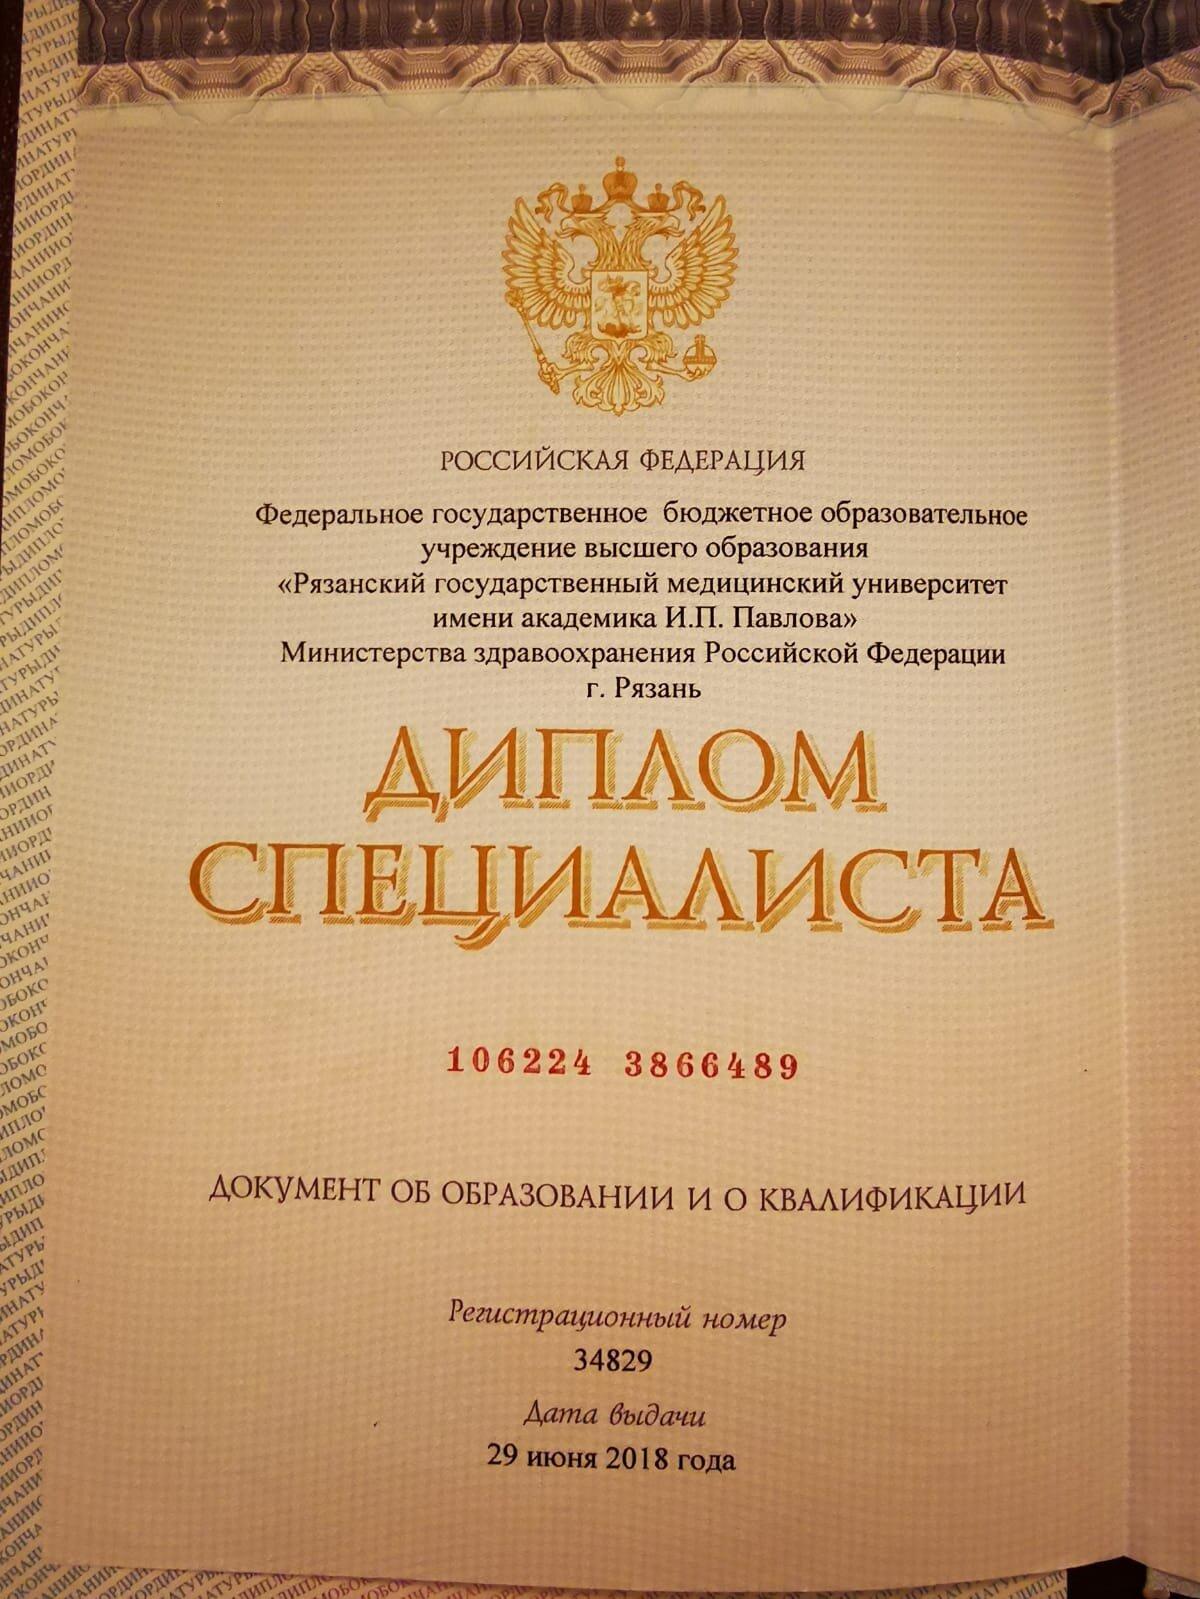 РОССИЙСКАЯ ФЕДЕРАЦИЯ
Федеральное государственное бюджетное образовательное
учреждение высшего образования
«Рязанский государственный медицинский университет
имени академика И.П. Павлова»
Министерства здравоохранения Российской Федерации
г. Рязань
ДИПЛОМ
СПЕЦИАЛИСТА
106224 3866489
ДОКУМЕНТ ОБ ОБРАЗОВАНИИ И О КВАЛИФИКАЦИИ
Регистрационный номер
34829
Дата выдачи
29 июня 2018 года